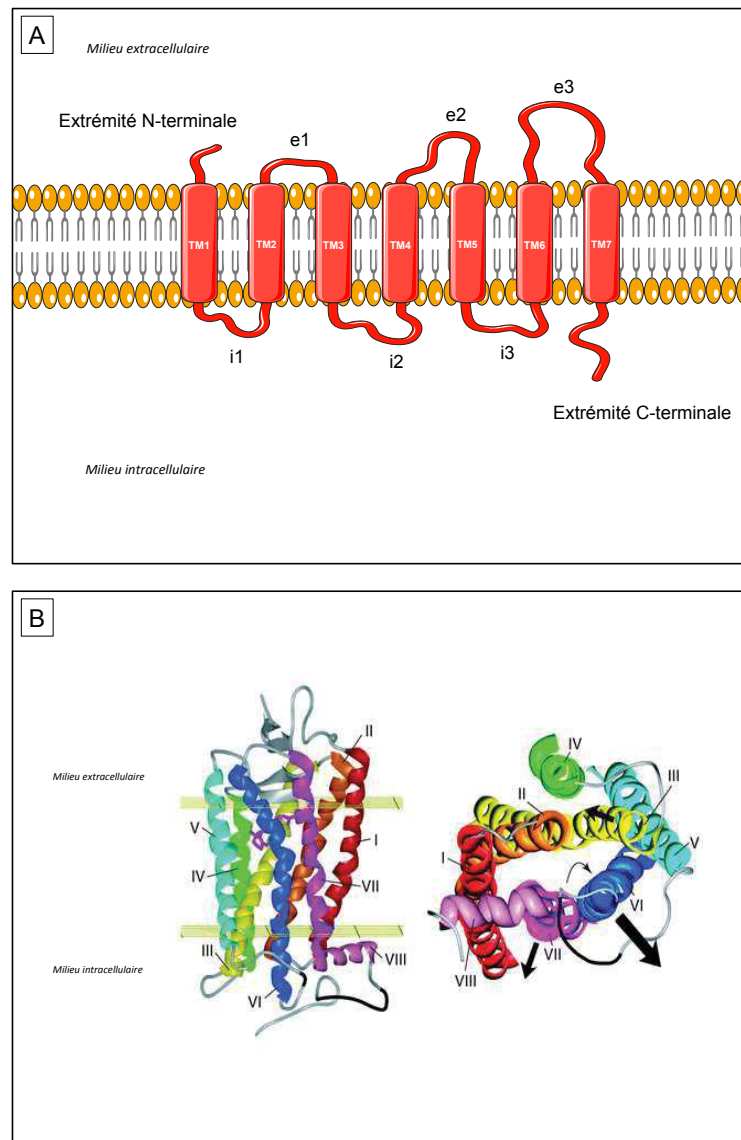 A
Milieu extracellulaire
e3
e2
Extrémité N-terminale
e1
TM1 TM2 TM3 TM4 TM5 TM6 TM7
i1
i2
i3
Extrémité C-terminale
Milieu intracellulaire
B
II
IV
Milieu extracellulaire
III
II
V
I
I
V
IV
VII
VI
III
VIII
VII
Milieu intracellulaire
VIII
VI